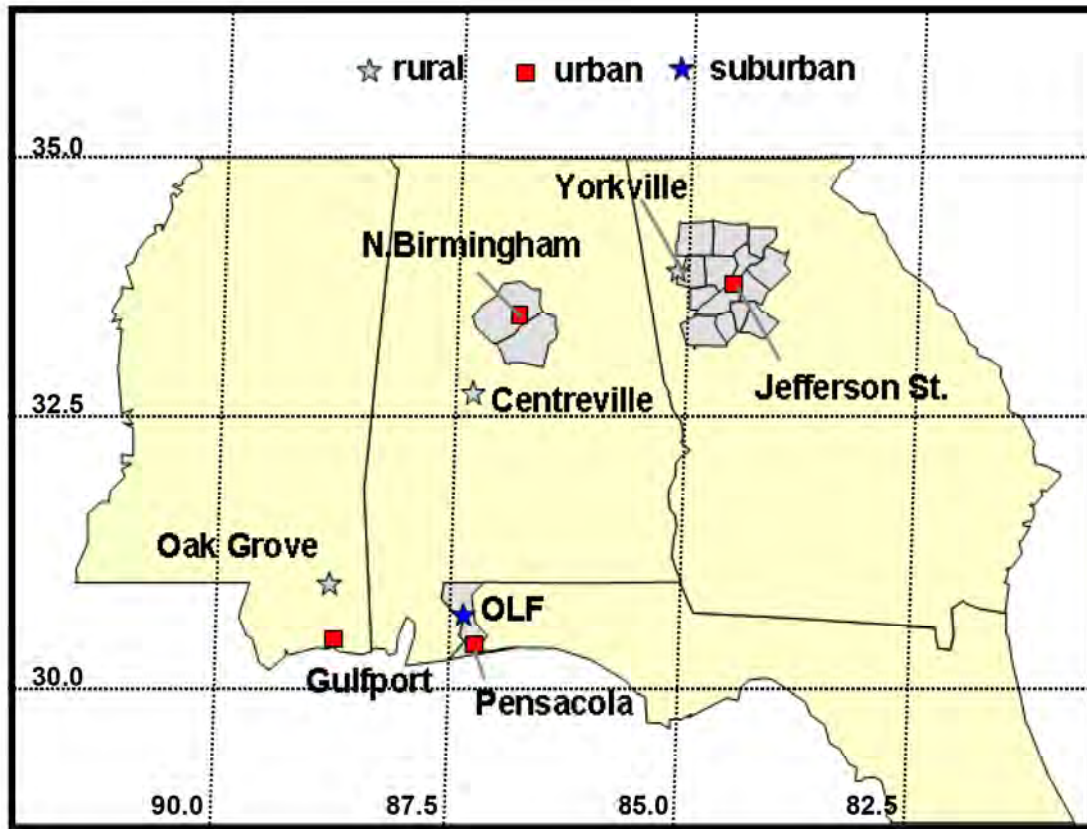 rural urban suburban
35.0
Yorkville
N.Birmingham
Jefferson St.
Centreville
32.5
Oak Grove
OLF
Gulfport
Pensacola
30.0
90.0 87.5 85.0 82.5